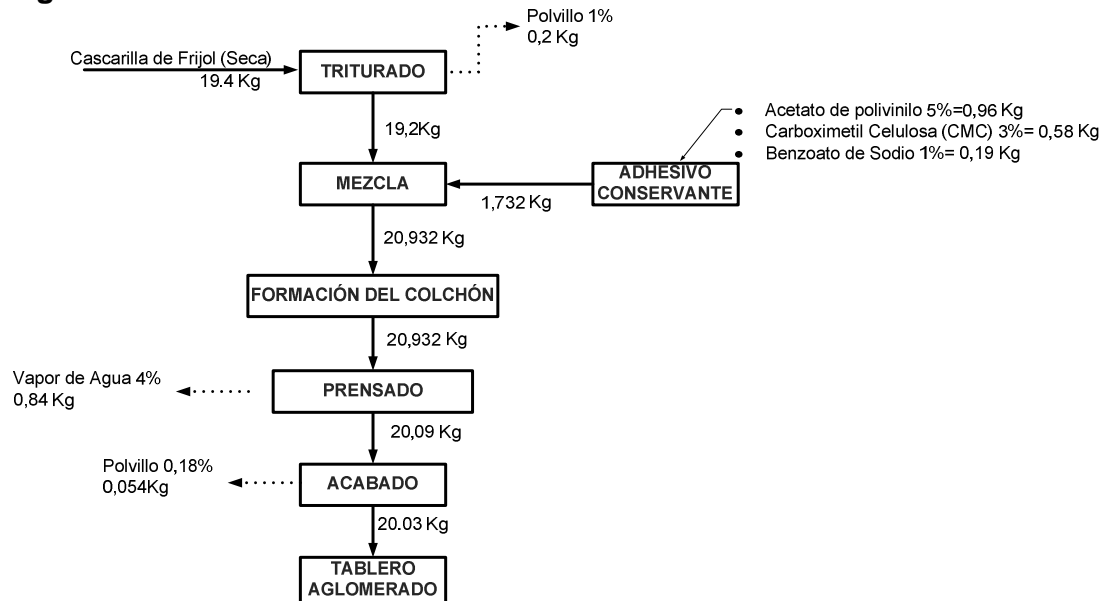 Polvillo 1%
0,2 Kg
Cascarilla de Frijol (Seca)
19.4 Kg
TRITURADO
19,2Kg
• Acetato de polivinilo 5%=0,96 Kg
• Carboximetil Celulosa (CMC) 3%= 0,58 Kg
• Benzoato de Sodio 1%= 0,19 Kg
MEZCLA
ADHESIVO
CONSERVANTE
1,732 Kg
20,932 Kg
FORMACIÓN DEL COLCHÓN
20,932 Kg
Vapor de Agua 4%
0,84 Kg
PRENSADO
20,09 Kg
Polvillo 0,18%
0,054Kg
ACABADO
20.03 Kg
TABLERO
AGLOMERADO